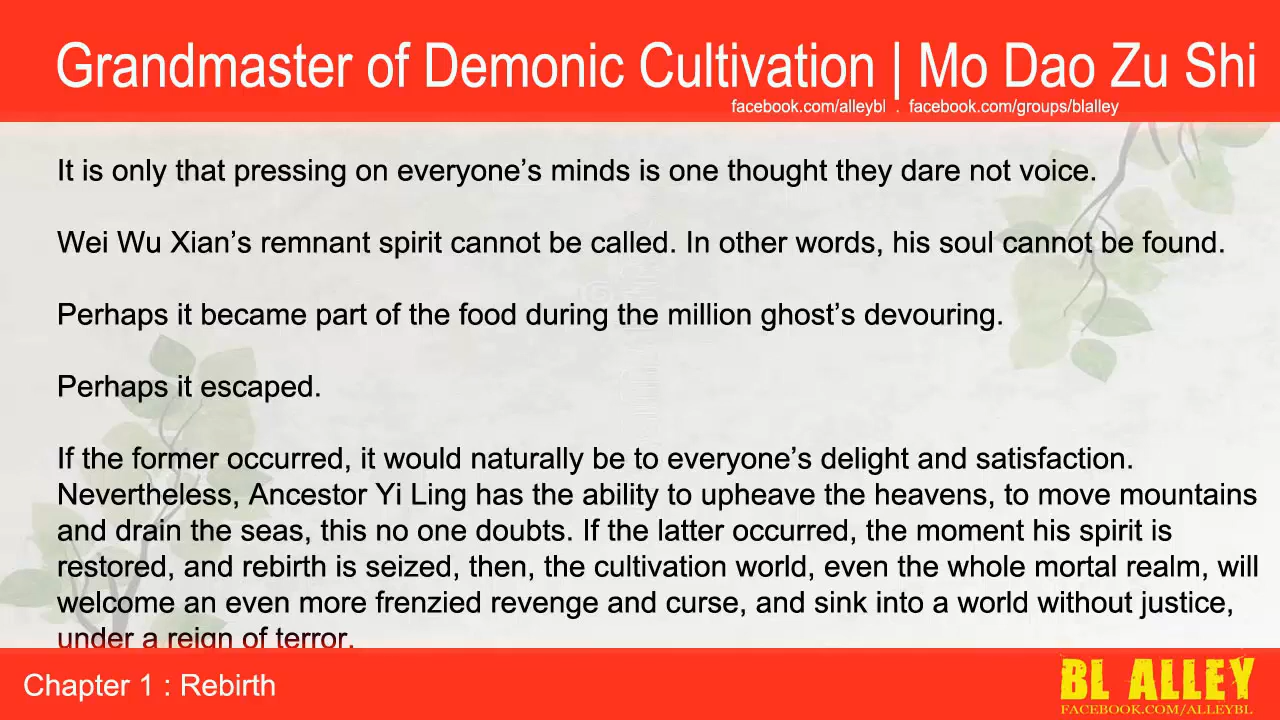 Grandmaster of Demonic Cultivation | Mo Dao Zu Shi
facebook.com/alleybl . facebook.com/groups/blalley
It is only that pressing on everyone’s minds is one thought they dare not voice.
Wei Wu Xian’s remnant spirit cannot be called. In other words, his soul cannot be found.
Perhaps it became part of the food during the million ghost’s devouring.
Perhaps it escaped.
If the former occurred, it would naturally be to everyone’s delight and satisfaction.
Nevertheless, Ancestor Yi Ling has the ability to upheave the heavens, to move mountains
and drain the seas, this no one doubts. If the latter occurred, the moment his spirit is
restored, and rebirth is seized, then, the cultivation world, even the whole mortal realm, will
welcome an even more frenzied revenge and curse, and sink into a world without justice,
under a reign of terror.
Chapter 1 : Rebirth
BL ALLEY
FACEBOOK.COM/ALLEYBL